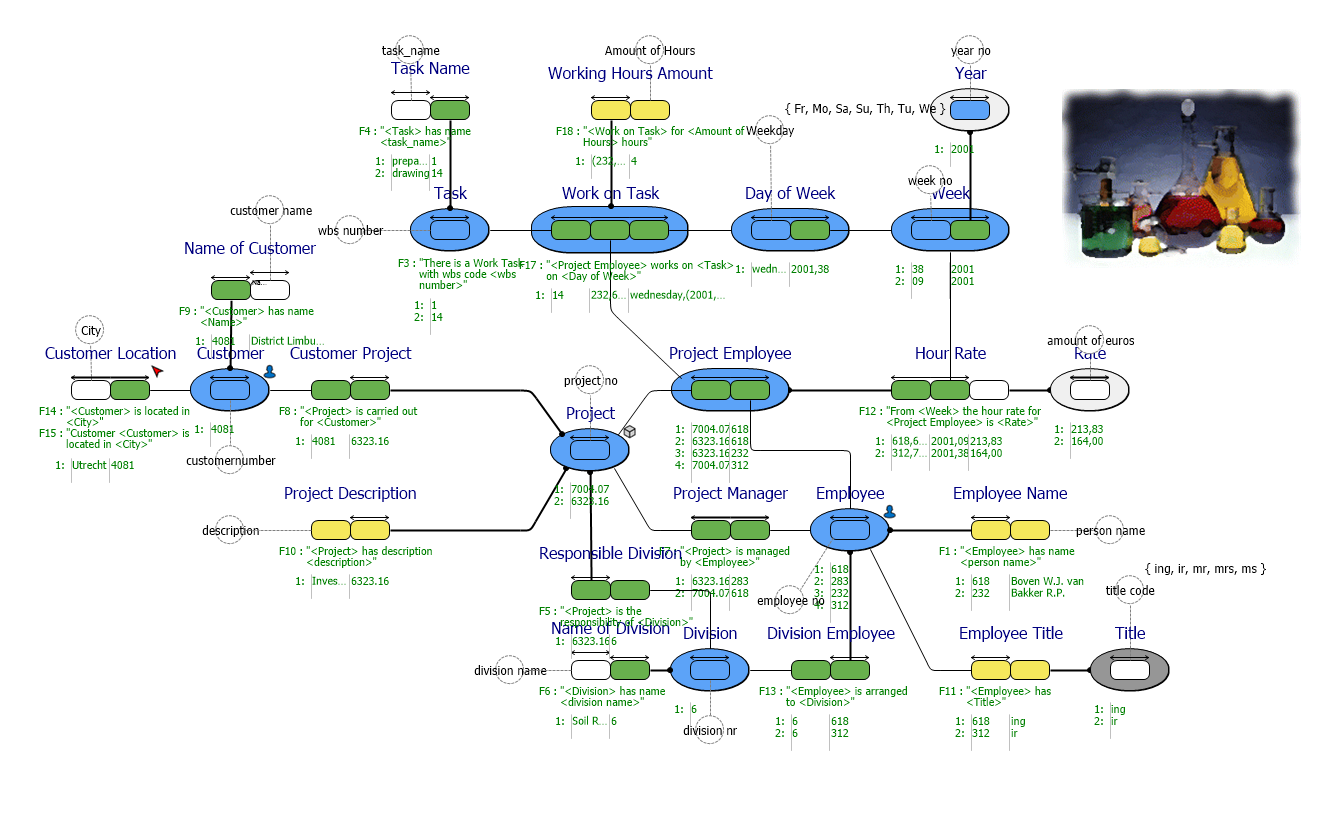 task_name
Amount of Hours
year no
Task Name
Working Hours Amount
Year
{ Fr, Mo, Sa, Su, Th, Tu, We }
F4 : "<Task> has name
<task_name>"
1: prepa... 1
2: drawing 14
F18 : "<Work on Task> for <Amount of
Hours> hours"
1: (232,... 4
Weekday
1: 2001
week no
Task
Work on Task
Day of Week
Week
customer name
wbs number
Name of Customer
F3 : "There is a Work Task
with wbs code <wbs
number>"
1: 1
2: 14
F17 : "<Project Employee> works on <Task>
on <Day of Week>"
1: 14 232,6... wednesday,(2001,...
1: wedn... 2001,38
1: 38 2001
2: 09 2001
F9 : "<Customer> has name
<Name>"
1: 4081 District Limbu...
City
Customer Location
Customer
Customer Project
project no
Project Employee
Hour Rate
amount of euros
Rate
F14 : "<Customer> is located in
<City>"
F15 : "Customer <Customer> is
located in <City>"
1: Utrecht 4081
1: 4081
customernumber
F8 : "<Project> is carried out
for <Customer>"
1: 4081 6323.16
Project
1: 7004.07
2: 6323.16
1: 7004.07 618
2: 6323.16 618
3: 6323.16 232
4: 7004.07 312
F12 : "From <Week> the hour rate for
<Project Employee> is <Rate>"
1: 618,6... 2001,09 213,83
2: 312,7... 2001,38 164,00
1: 213,83
2: 164,00
Project Description
Project Manager
Employee
Employee Name
description
person name
F10 : "<Project> has description
<description>"
1: Inves... 6323.16
Responsible Division
F7 : "<Project> is managed
by <Employee>"
1: 6323.16 283
2: 7004.07 618
1: 618
2: 283
3: 232
4: 312
employee no
F1 : "<Employee> has name
<person name>"
1: 618 Boven W.J. van
2: 232 Bakker R.P.
{ ing, ir, mr, mrs, ms }
title code
F5 : "<Project> is the
responsibility of <Division>"
1: 6323.16 6
Name of Division
Division
Division Employee
Employee Title
Title
division name
F6 : "<Division> has name
<division name>"
1: Soil R... 6
1: 6
division nr
F13 : "<Employee> is arranged
to <Division>"
1: 6 618
2: 6 312
F11 : "<Employee> has
<Title>"
1: 618 ing
2: 312 ir
1: ing
2: ir